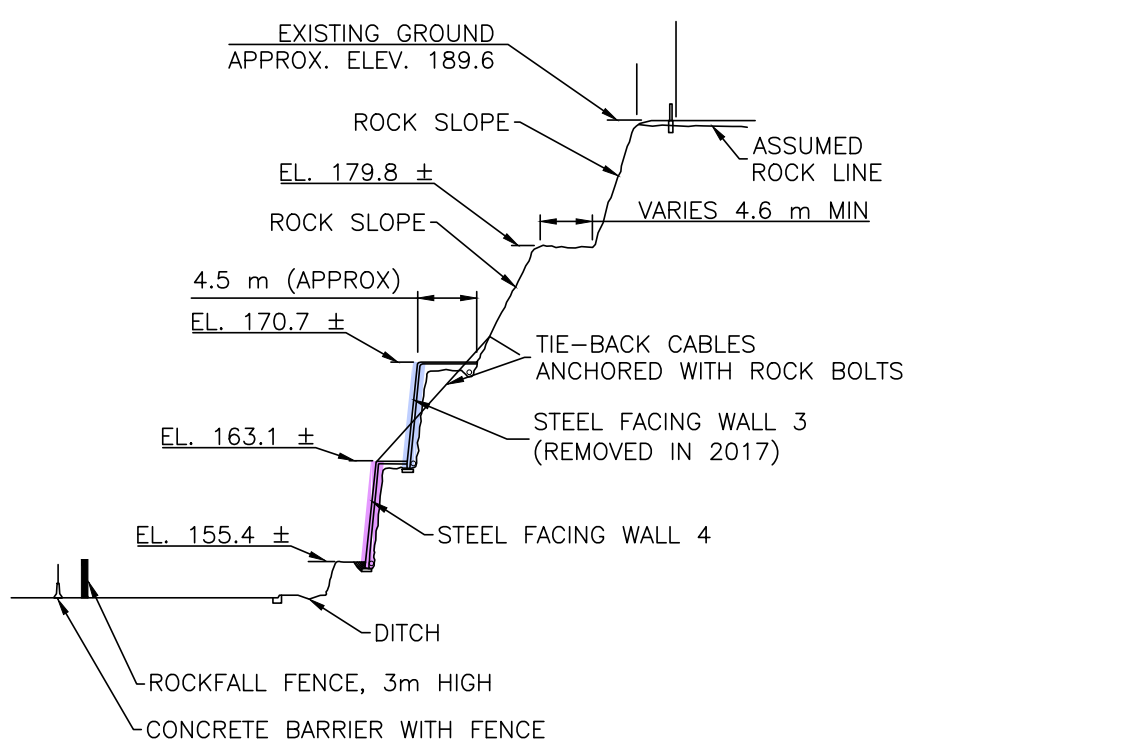 EXISTING GROUND
APPROX. ELEV. 189.6
ROCK SLOPE
ASSUMED
ROCK LINE
EL. 179.8 ±
VARIES 4.6 m MIN
ROCK SLOPE
4.5 m (APPROX)
EL. 170.7 ±
TIE-BACK CABLES
ANCHORED WITH ROCK BOLTS
STEEL FACING WALL 3
(REMOVED IN 2017)
EL. 163.1 ±
STEEL FACING WALL 4
EL. 155.4 ±
DITCH
ROCKFALL FENCE, 3m HIGH
CONCRETE BARRIER WITH FENCE